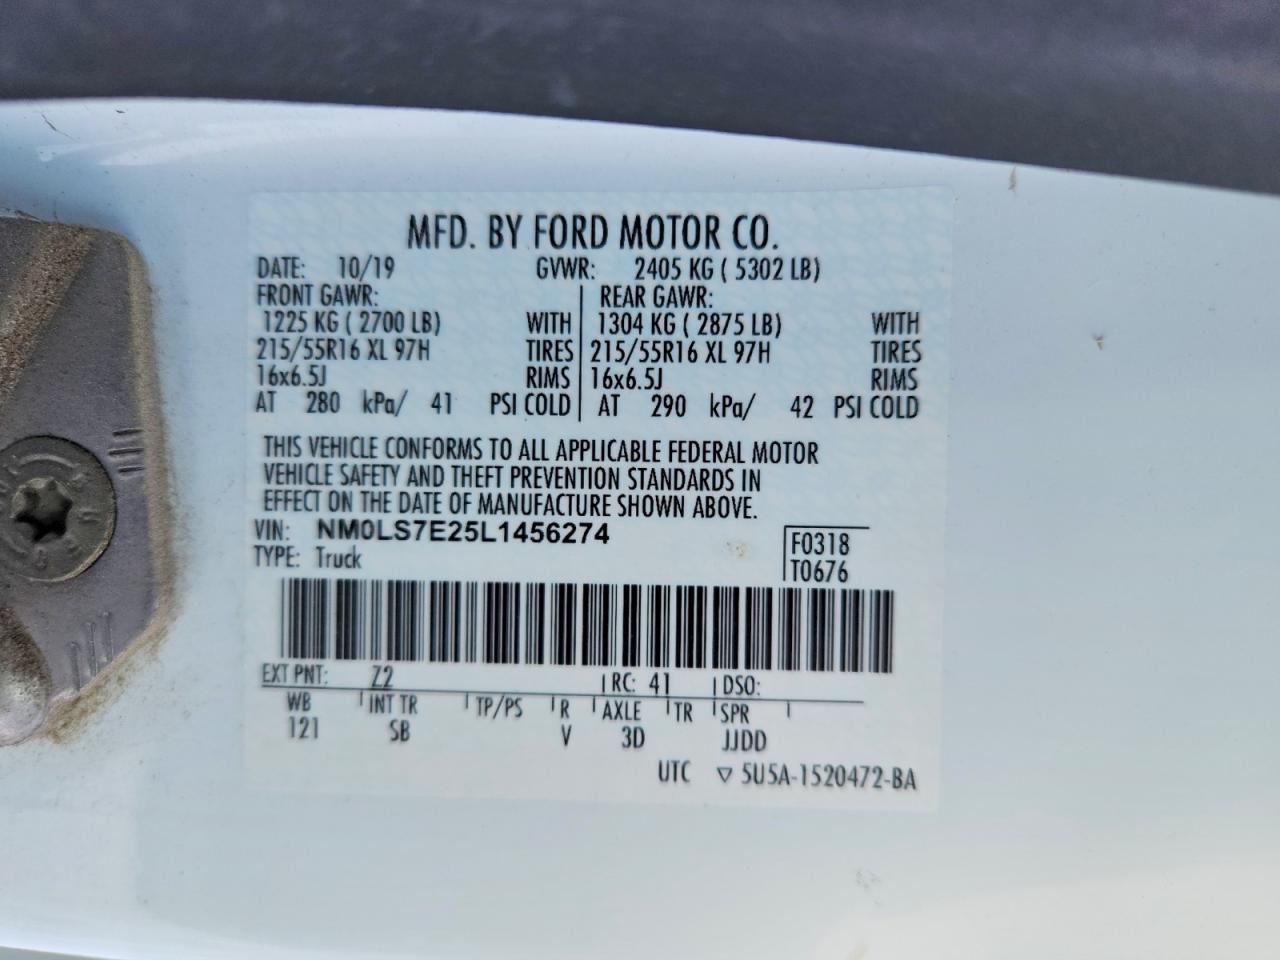 MFD. BY FORD MOTOR CO.
DATE: 10/19 GVWR: 2405 KG ( 5302 LB)
FRONT GAWR: REAR GAWR:
1225 KG ( 2700 LB) WITH 1304 KG ( 2875 LB) WITH
215/55R16 XL 97H TIRES 215/55R16 XL 97H TIRES
16x6.5J RIMS 16x6.5J RIMS
AT 280 kPa/ 41 PSI COLD AT 290 kPa/ 42 PSI COLD
THIS VEHICLE CONFORMS TO ALL APPLICABLE FEDERAL MOTOR
VEHICLE SAFETY AND THEFT PREVENTION STANDARDS IN
EFFECT ON THE DATE OF MANUFACTURE SHOWN ABOVE.
VIN: NM0LS7E25L1456274 F0318
TYPE: Truck T0676
EXT PNT: Z2 RC: 41 DSO:
WB INT TR TP/PS R AXLE TR SPR
121 SB V 3D JJDD
UTC ▽ 5U5A-1520472-BA